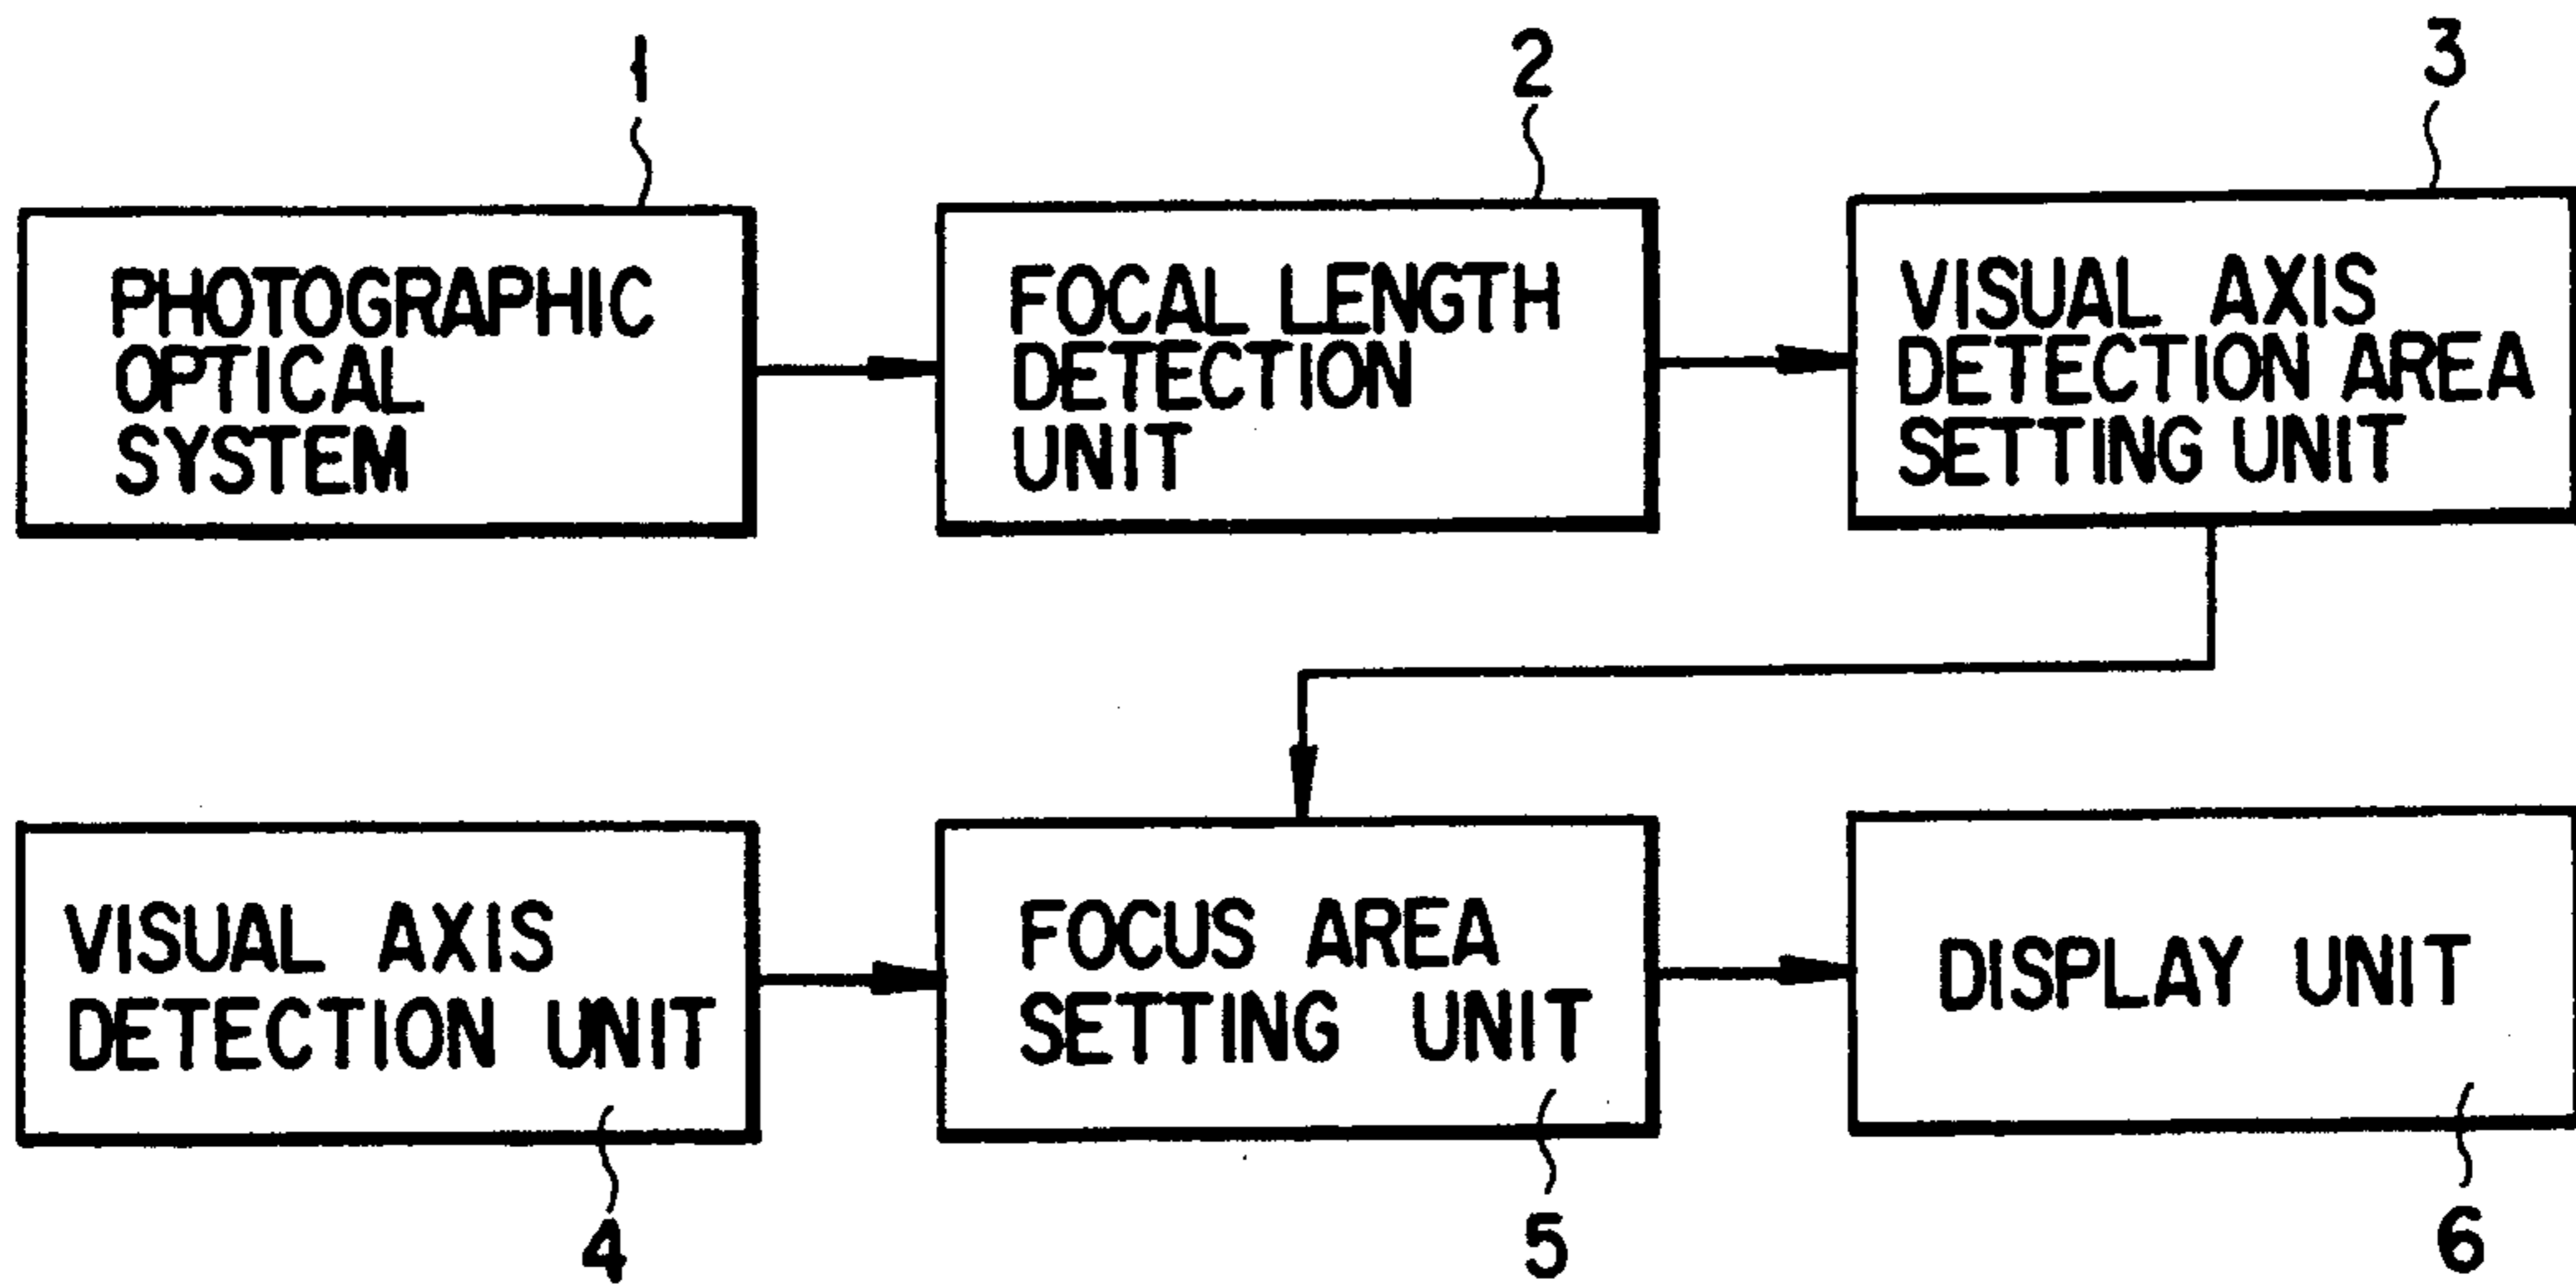 1
2
3
PHOTOGRAPHIC
OPTICAL
SYSTEM
FOCAL LENGTH
DETECTION
UNIT
VISUAL AXIS
DETECTION AREA
SETTING UNIT
VISUAL AXIS
DETECTION UNIT
FOCUS AREA
SETTING UNIT
DISPLAY UNIT
4
5
6